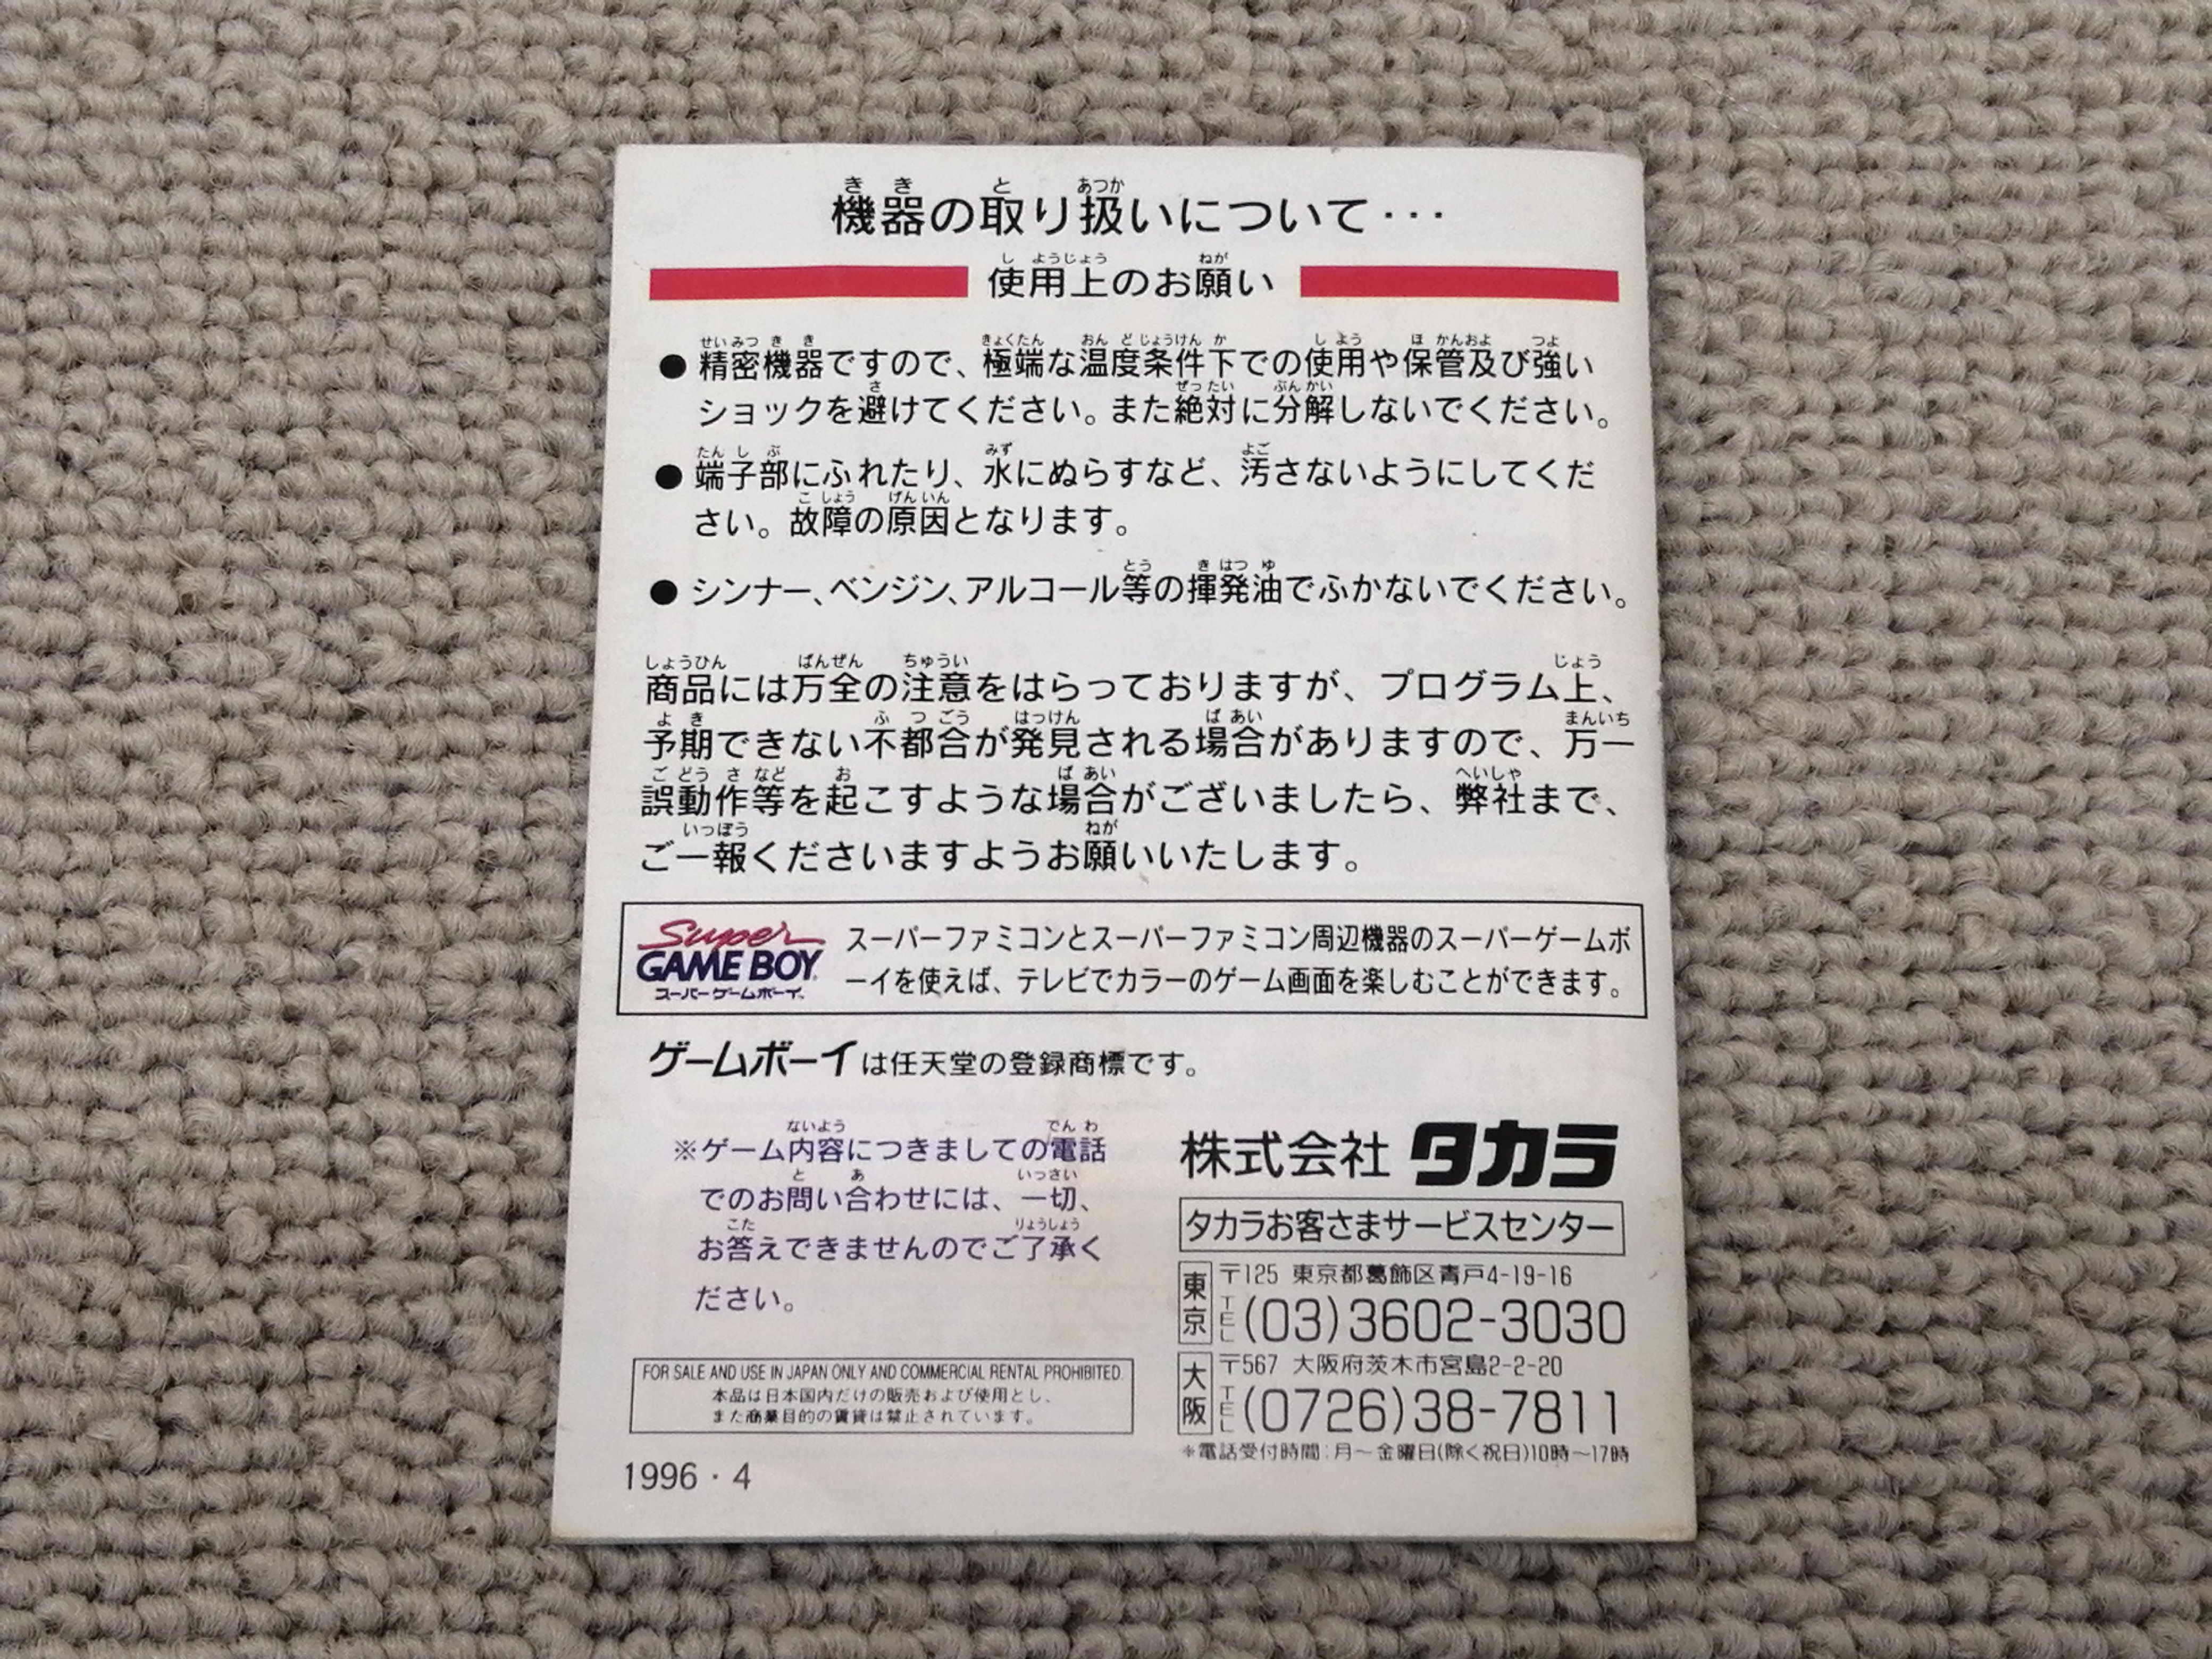 機器の取り扱いについて・・・
使用上のお願い
●精密機器ですので、極端な温度条件下での使用や保管及び強い
ショックを避けてください。また絶対に分解しないでください。
●端子部にふれたり、水にぬらすなど、汚さないようにしてくだ
さい。故障の原因となります。
●シンナー、ベンジン、アルコール等の揮発油でふかないでください。
商品には万全の注意をはらっておりますが、プログラム上、
予期できない不都合が発見される場合がありますので、万一
誤動作等を起こすような場合がございましたら、弊社まで、
ご一報くださいますようお願いいたします。
Super
GAME BOY
スーパーゲームボーイ
スーパーファミコンとスーパーファミコン周辺機器のスーパーゲームボ
ーイを使えば、テレビでカラーのゲーム画面を楽しむことができます。
ゲームボーイは任天堂の登録商標です。
※ゲーム内容につきましての電話
でのお問い合わせには、一切、
お答えできませんのでご了承く
ださい。
FOR SALE AND USE IN JAPAN ONLY AND COMMERCIAL RENTAL PROHIBITED.
本品は日本国内だけの販売および使用とし、
また商業目的の賃貸は禁止されています。
1996・4
株式会社 タカラ
タカラお客さまサービスセンター
東京 〒125 東京都葛飾区青戸4-19-16
TEL (03)3602-3030
大阪 〒567 大阪府茨木市宮島2-2-20
TEL (0726)38-7811
※電話受付時間:月〜金曜日(除く祝日)10時〜17時